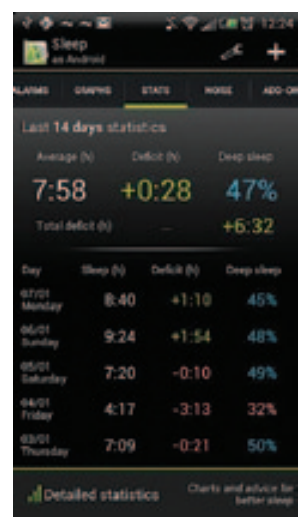 12:24
Sleep
as Android
ALARMS GRAPHS STATS NOISE ADD-ON
Last 14 days statistics
Average (h) Deficit (h) Deep sleep
7:58 +0:28 47%
Total deficit (h) – +6:32
Day Sleep (h) Deficit (h) Deep sleep
07/01 Monday 8:40 +1:10 45%
06/01 Sunday 9:24 +1:54 48%
05/01 Saturday 7:20 -0:10 49%
04/01 Friday 4:17 -3:13 32%
03/01 Thursday 7:09 -0:21 50%
Detailed statistics
Charts and advice for
better sleep